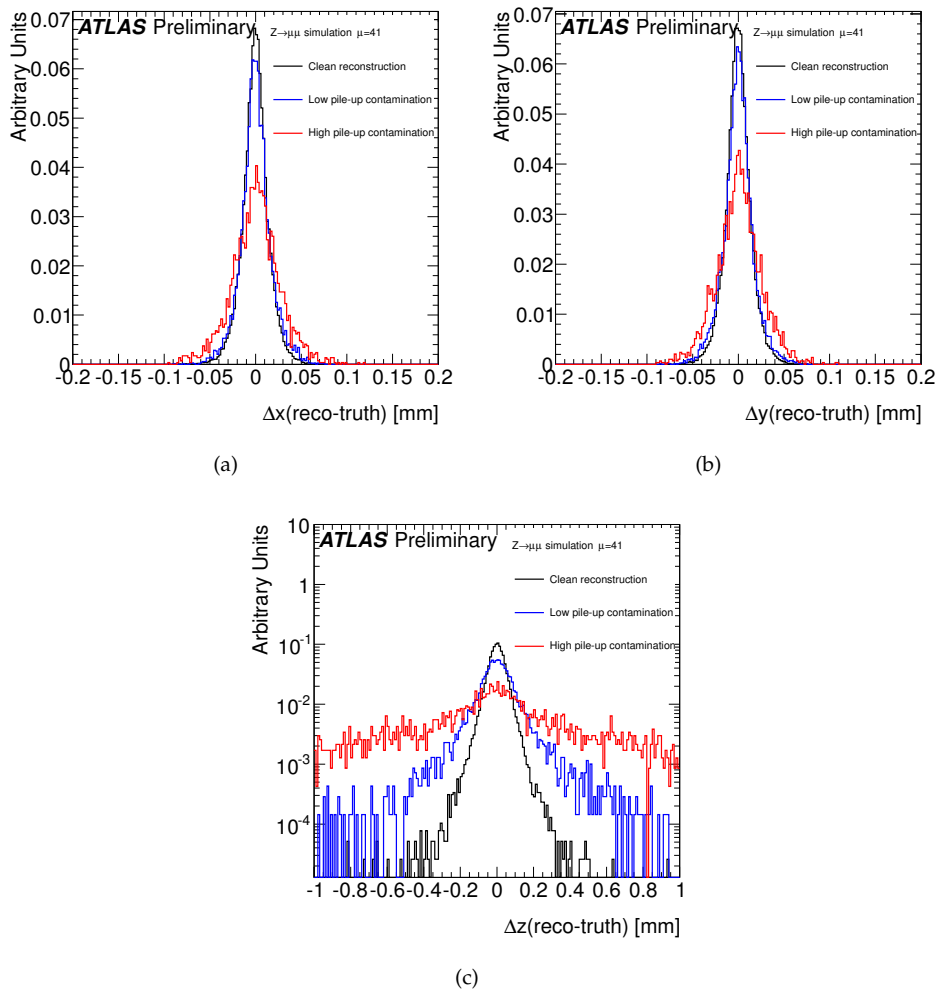 ATLAS Preliminary
Z→μμ simulation μ=41
Clean reconstruction
Low pile-up contamination
High pile-up contamination
Arbitrary Units
0.07
0.06
0.05
0.04
0.03
0.02
0.01
0
-0.2 -0.15 -0.1 -0.05 0 0.05 0.1 0.15 0.2
Δx(reco-truth) [mm]
(a)
ATLAS Preliminary
Z→μμ simulation μ=41
Clean reconstruction
Low pile-up contamination
High pile-up contamination
Arbitrary Units
0.07
0.06
0.05
0.04
0.03
0.02
0.01
0
-0.2 -0.15 -0.1 -0.05 0 0.05 0.1 0.15 0.2
Δy(reco-truth) [mm]
(b)
ATLAS Preliminary
Z→μμ simulation μ=41
Clean reconstruction
Low pile-up contamination
High pile-up contamination
Arbitrary Units
10
1
10⁻¹
10⁻²
10⁻³
10⁻⁴
-1 -0.8 -0.6 -0.4 -0.2 0 0.2 0.4 0.6 0.8 1
Δz(reco-truth) [mm]
(c)